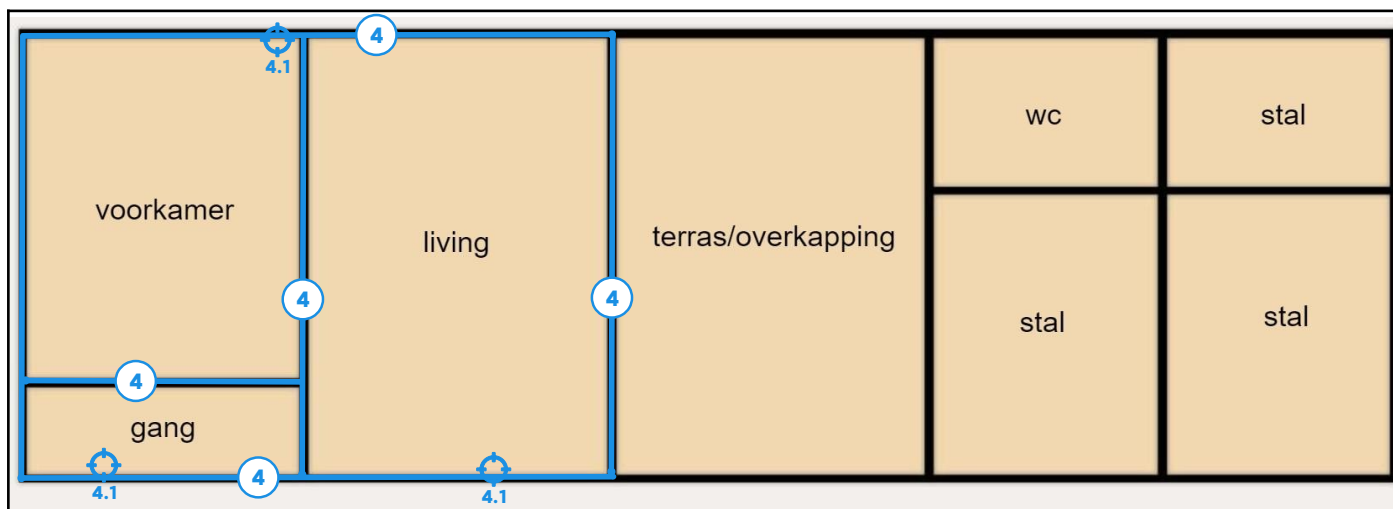 4
4.1
wc
stal
voorkamer
living
terras/overkapping
4
4
stal
stal
4
gang
4
4.1
4.1